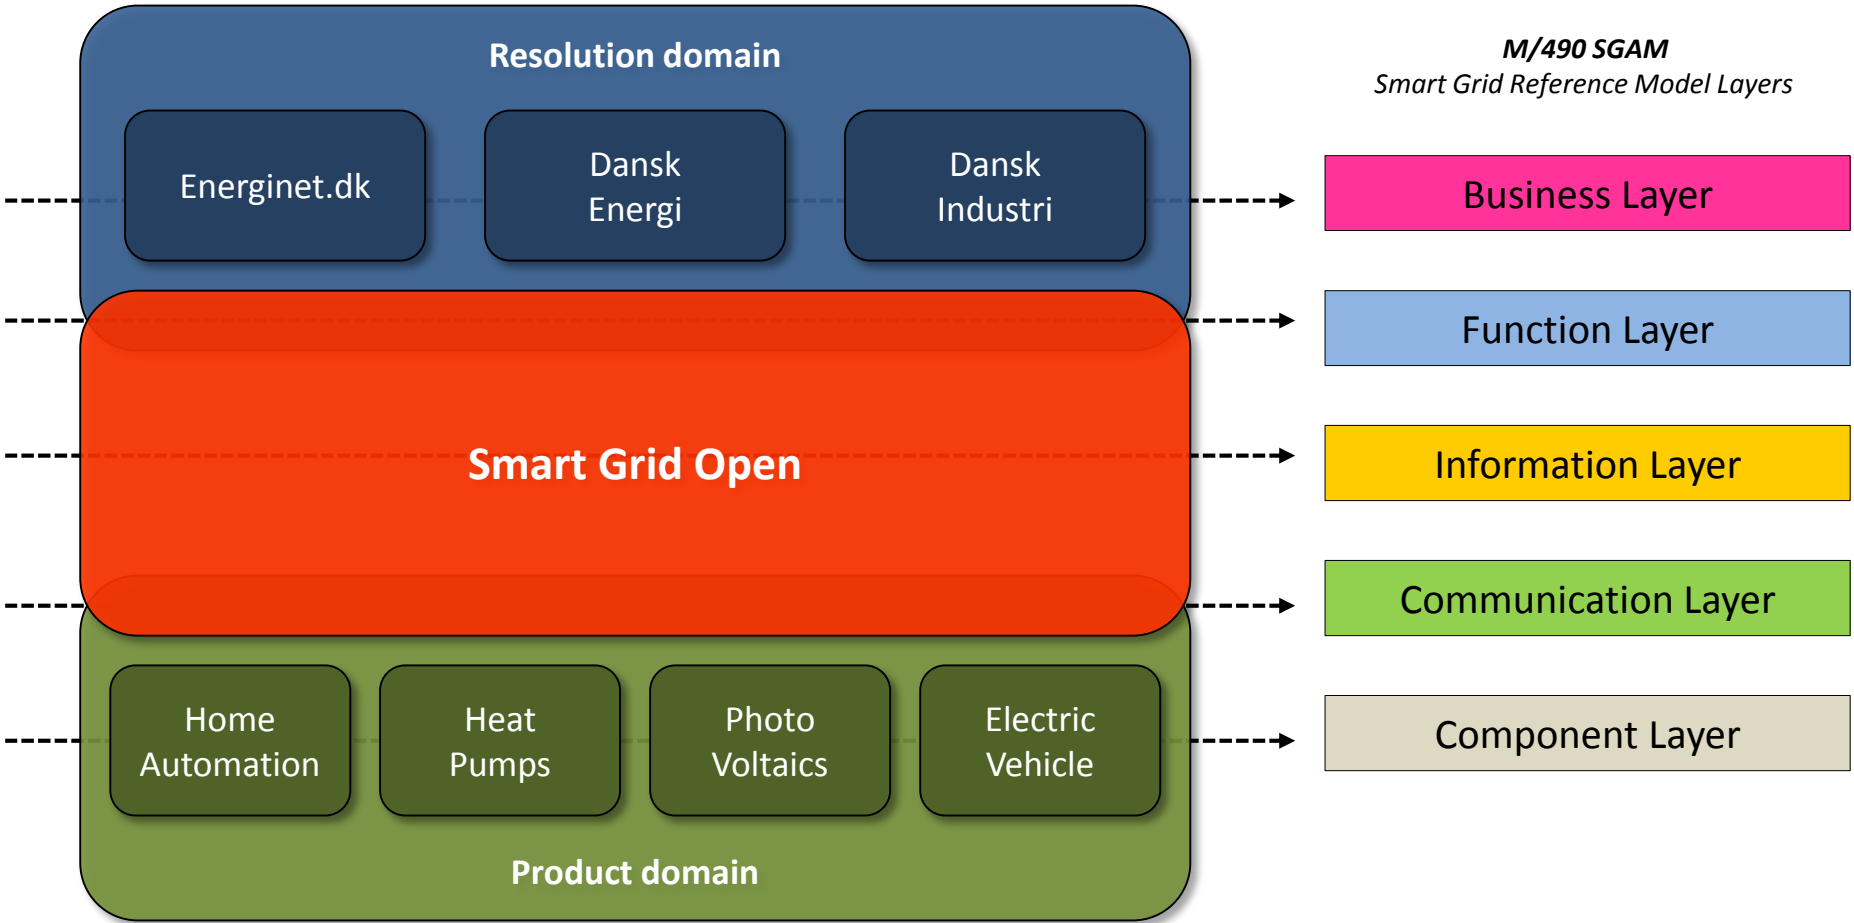 Resolution domain
Energinet.dk
Dansk
Energi
Dansk
Industri
Smart Grid Open
Home
Automation
Heat
Pumps
Photo
Voltaics
Electric
Vehicle
Product domain
M/490 SGAM
Smart Grid Reference Model Layers
Business Layer
Function Layer
Information Layer
Communication Layer
Component Layer